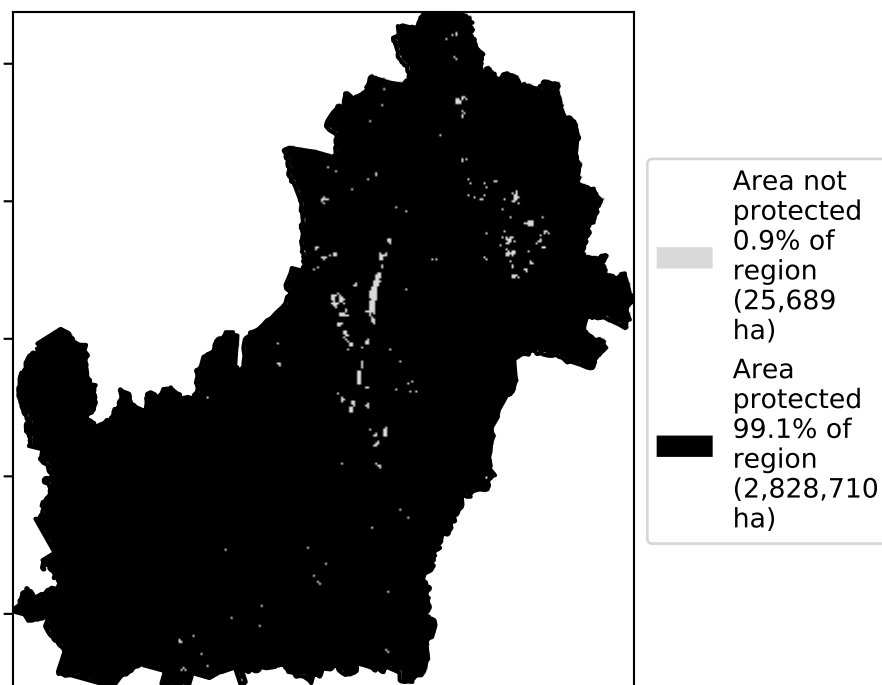 Area not
protected
0.9% of
region
(25,689
ha)
Area
protected
99.1% of
region
(2,828,710
ha)